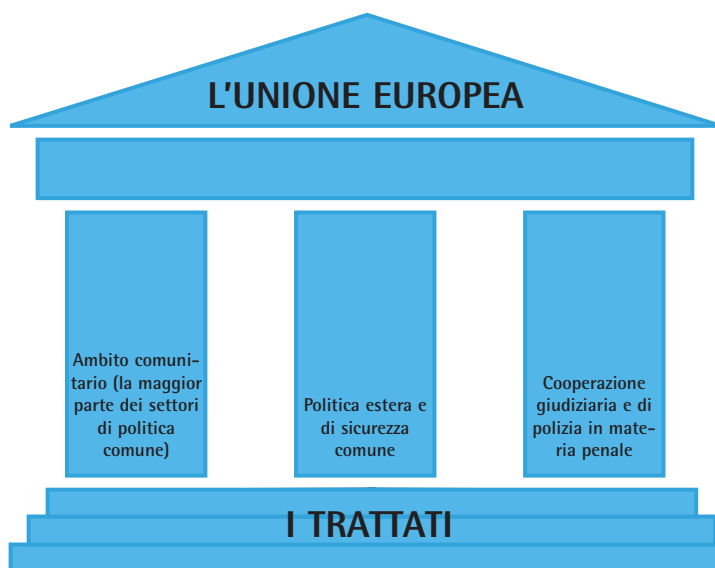 L'UNIONE EUROPEA
Ambito comuni-
tario (la maggior
parte dei settori
di politica
comune)
Politica estera e
di sicurezza
comune
Cooperazione
giudiziaria e di
polizia in mate-
ria penale
I TRATTATI